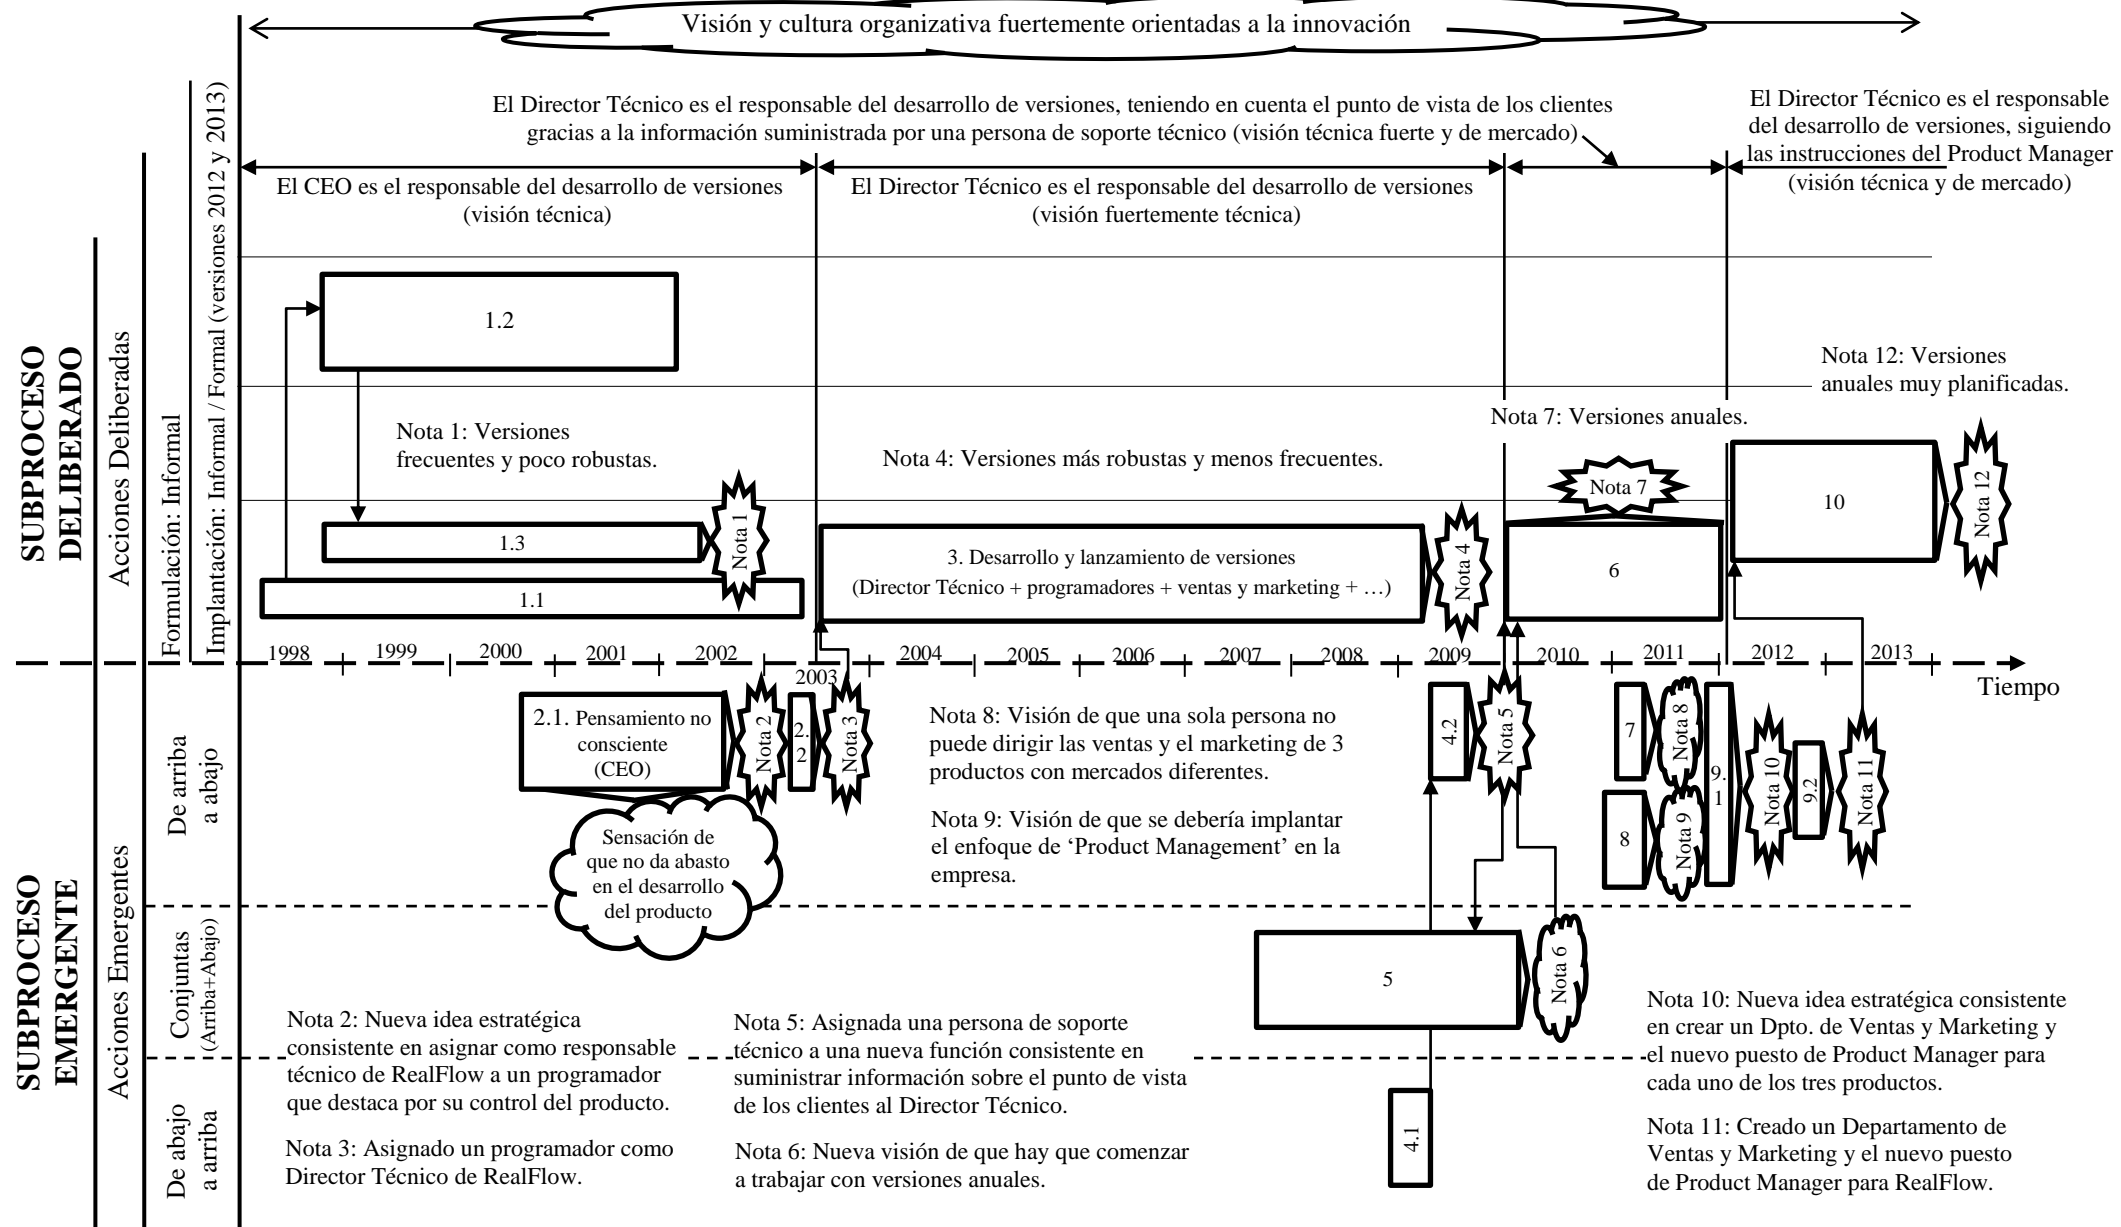 Visión y cultura organizativa fuertemente orientadas a la innovación
El Director Técnico es el responsable del desarrollo de versiones, teniendo en cuenta el punto de vista de los clientes
gracias a la información suministrada por una persona de soporte técnico (visión técnica fuerte y de mercado)
El Director Técnico es el responsable
del desarrollo de versiones, siguiendo
las instrucciones del Product Manager
(visión técnica y de mercado)
El CEO es el responsable del desarrollo de versiones
(visión técnica)
El Director Técnico es el responsable del desarrollo de versiones
(visión fuertemente técnica)
SUBPROCESO
DELIBERADO
Acciones Deliberadas
Formulación: Informal
Implantación: Informal / Formal (versiones 2012 y 2013)
1.2
Nota 1: Versiones
frecuentes y poco robustas.
1.3
Nota 1
1.1
Nota 4: Versiones más robustas y menos frecuentes.
3. Desarrollo y lanzamiento de versiones
(Director Técnico + programadores + ventas y marketing + …)
Nota 4
Nota 7: Versiones anuales.
Nota 7
6
Nota 12: Versiones
anuales muy planificadas.
10
Nota 12
1998
1999
2000
2001
2002
2003
2004
2005
2006
2007
2008
2009
2010
2011
2012
2013
Tiempo
SUBPROCESO
EMERGENTE
Acciones Emergentes
De arriba
a abajo
Conjuntas
(Arriba+Abajo)
De abajo
a arriba
2.1. Pensamiento no
consciente
(CEO)
Nota 2
2.
2
Nota 3
Sensación de
que no da abasto
en el desarrollo
del producto
Nota 8: Visión de que una sola persona no
puede dirigir las ventas y el marketing de 3
productos con mercados diferentes.
Nota 9: Visión de que se debería implantar
el enfoque de ‘Product Management’ en la
empresa.
4.2
Nota 5
7
Nota 8
8
Nota 9
9.
1
Nota 10
9.2
Nota 11
5
Nota 6
4.1
Nota 2: Nueva idea estratégica
consistente en asignar como responsable
técnico de RealFlow a un programador
que destaca por su control del producto.
Nota 3: Asignado un programador como
Director Técnico de RealFlow.
Nota 5: Asignada una persona de soporte
técnico a una nueva función consistente en
suministrar información sobre el punto de vista
de los clientes al Director Técnico.
Nota 6: Nueva visión de que hay que comenzar
a trabajar con versiones anuales.
Nota 10: Nueva idea estratégica consistente
en crear un Dpto. de Ventas y Marketing y
el nuevo puesto de Product Manager para
cada uno de los tres productos.
Nota 11: Creado un Departamento de
Ventas y Marketing y el nuevo puesto
de Product Manager para RealFlow.